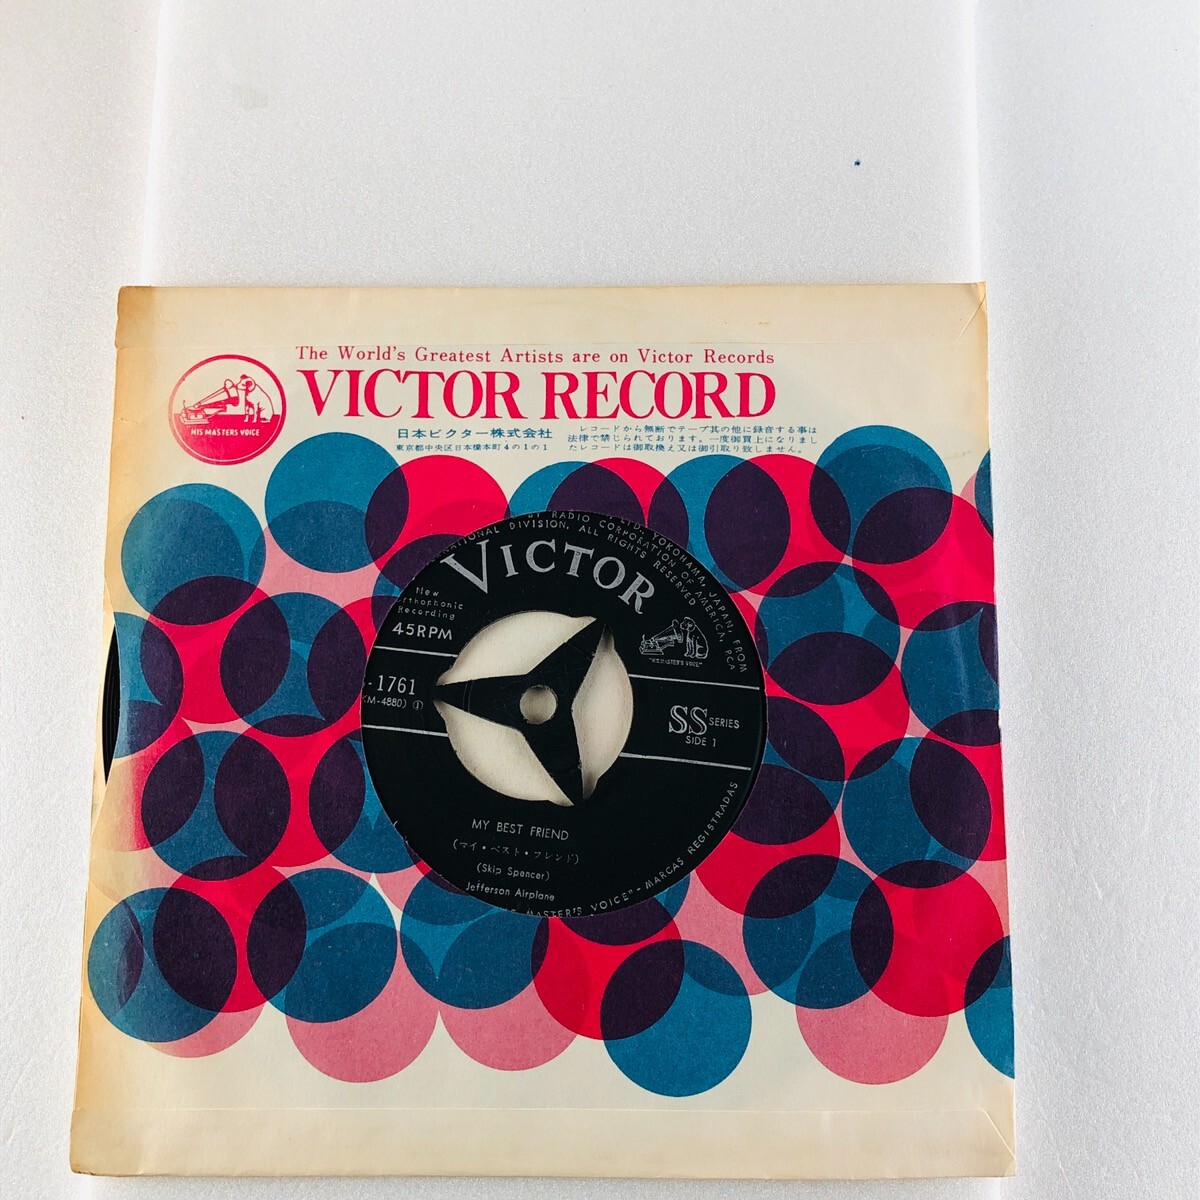 The World's Greatest Artists are on Victor Records
VICTOR RECORD
"HIS MASTERS VOICE"
日本ビクター株式会社
東京都中央区日本橋本町4の1の1
レコードから無断でテープ其の他に録音する事は
法律で禁じられております。一度御買上になりまし
たレコードは御取換え又は御引取り致しません。
RADIO LTD., YOKOHAMA, JAPAN, FROM
NATIONAL DIVISION, RADIO CORPORATION OF AMERICA, PCA
ALL RIGHTS RESERVED
VICTOR
New
Orthophonic
Recording
45RPM
"HIS MASTER'S VOICE"
-1761
KM-4880) ①
SS SERIES
SIDE 1
MY BEST FRIEND
(マイ・ベスト・フレンド)
(Skip Spencer)
Jefferson Airplane
MASTER'S VOICE"-MARCAS REGISTRADAS